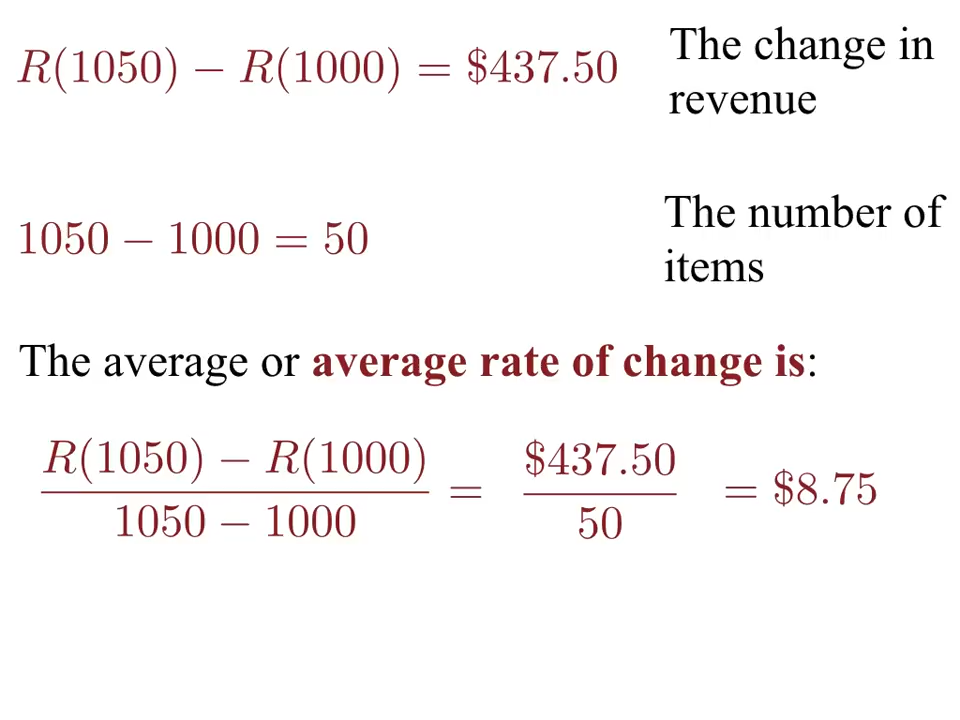 R(1050) − R(1000) = $437.50
The change in
revenue
1050 − 1000 = 50
The number of
items
The average or average rate of change is:
R(1050) − R(1000) / 1050 − 1000 = $437.50 / 50 = $8.75